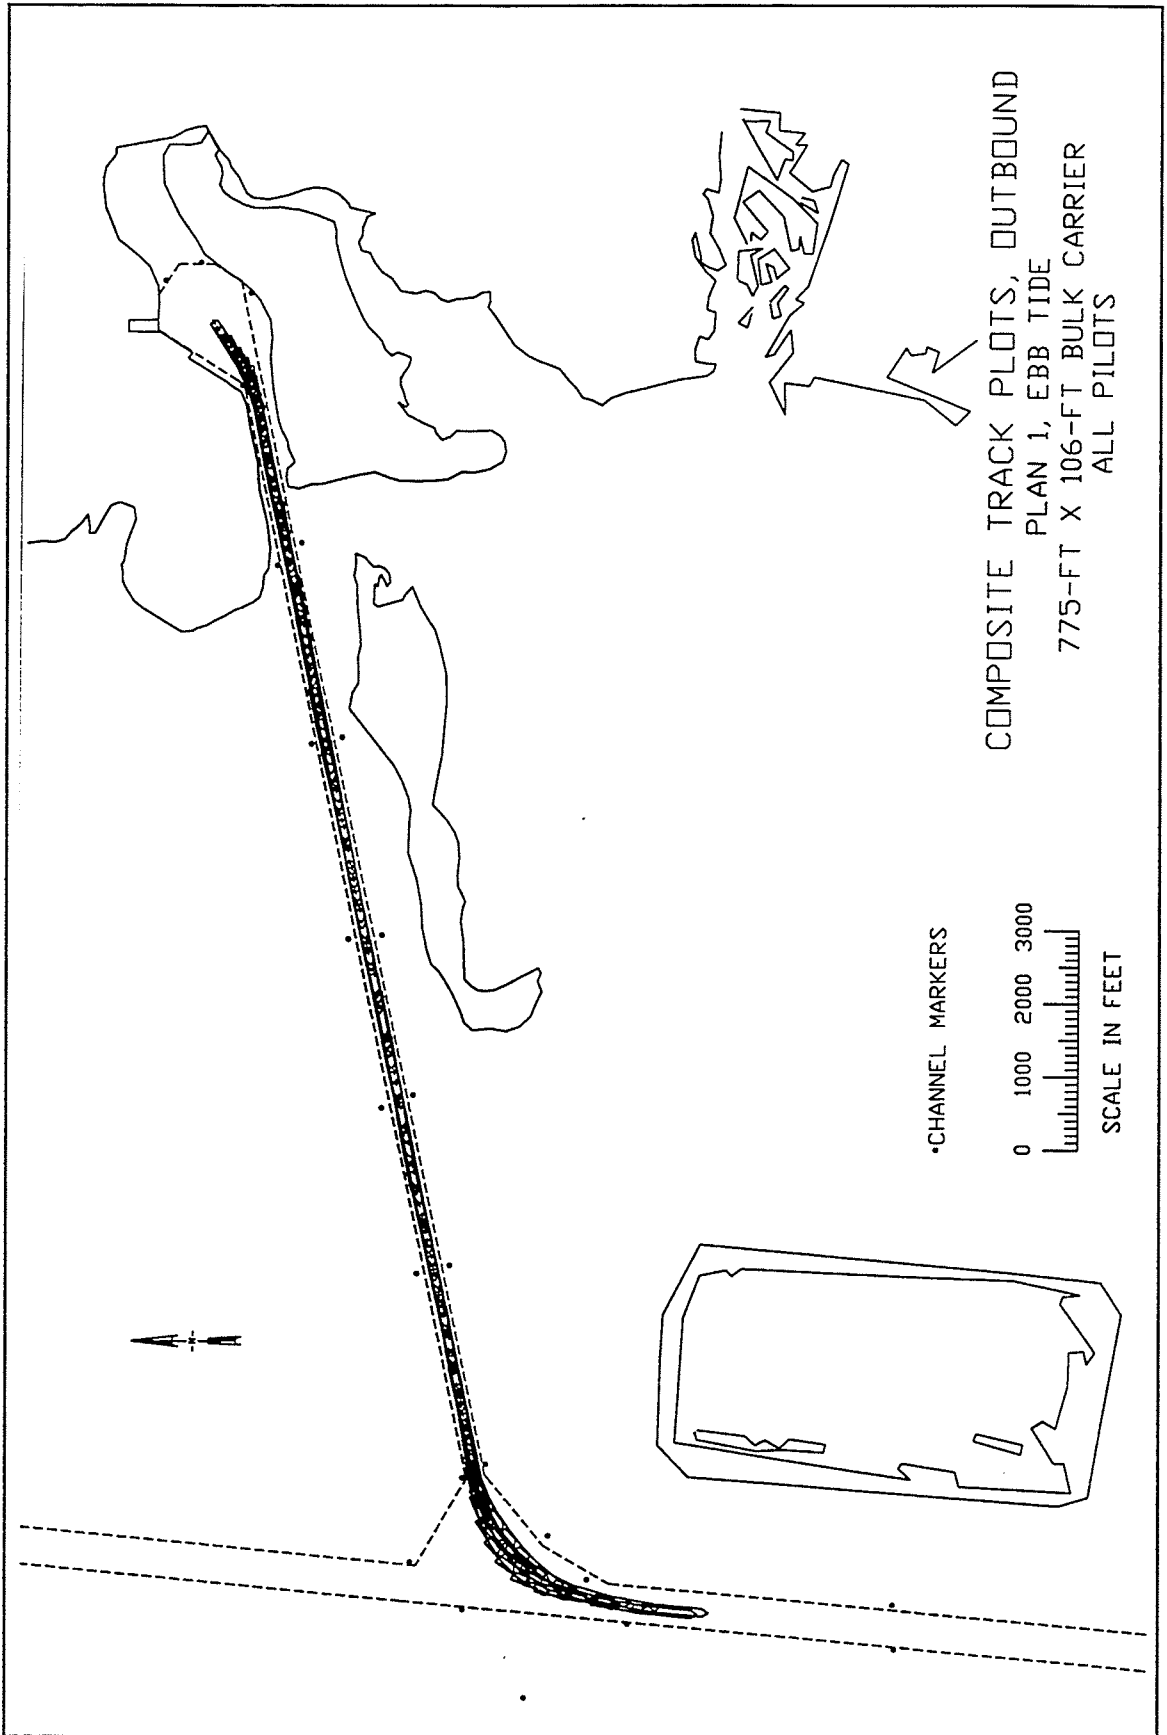 COMPOSITE TRACK PLOTS, OUTBOUND
PLAN 1, EBB TIDE
775-FT X 106-FT BULK CARRIER
ALL PILOTS
•CHANNEL MARKERS
0 1000 2000 3000
SCALE IN FEET